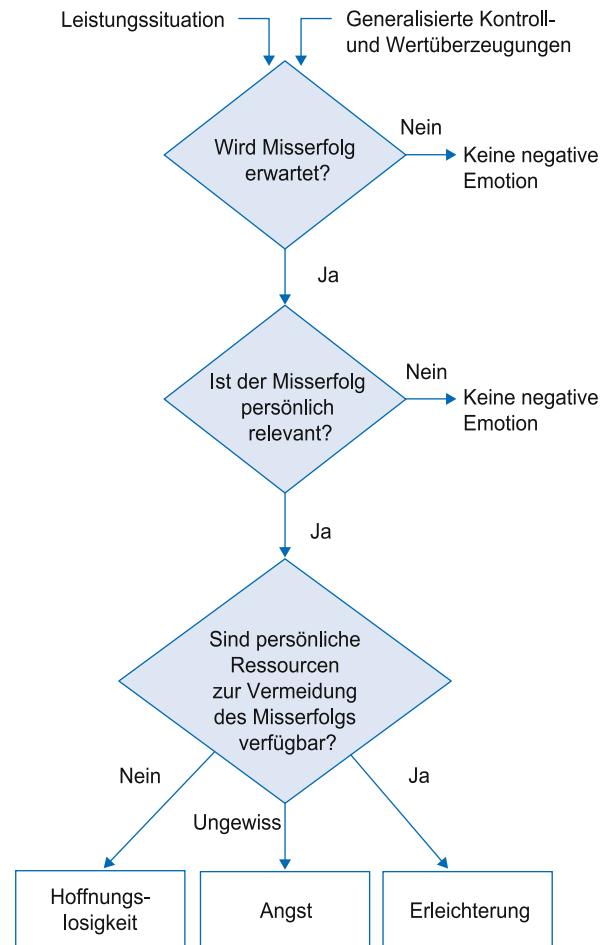 Leistungssituation
Generalisierte Kontroll-
und Wertüberzeugungen
Wird Misserfolg
erwartet?
Nein
Keine negative
Emotion
Ja
Ist der Misserfolg
persönlich
relevant?
Nein
Keine negative
Emotion
Ja
Sind persönliche
Ressourcen
zur Vermeidung
des Misserfolgs
verfügbar?
Nein
Ungewiss
Ja
Hoffnungs-
losigkeit
Angst
Erleichterung